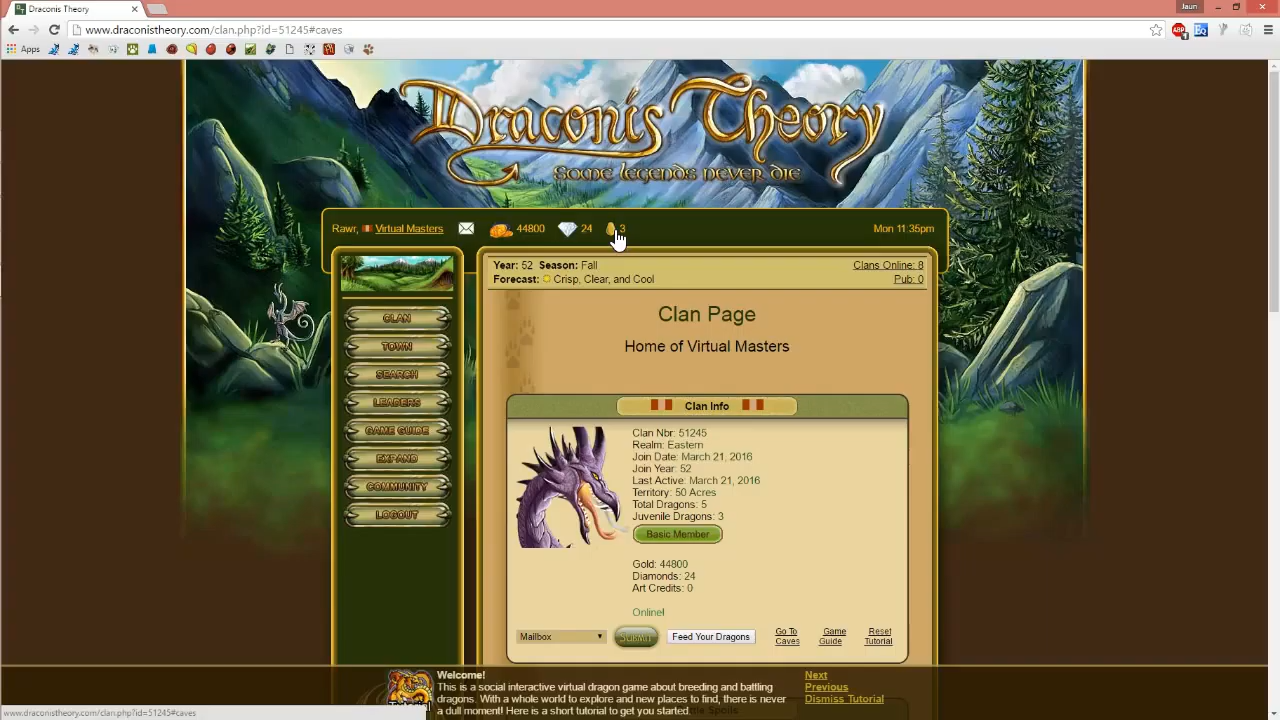 Draconis Theory
Jaun
www.draconistheory.com/clan.php?id=51245#caves
Apps
Draconis Theory
SOME LEGENDS NEVER DIE
Rawr, Virtual Masters 44800 24 3 Mon 11:35pm
Year: 52 Season: Fall Clans Online: 8
Forecast: Crisp, Clear, and Cool Pub: 0
CLAN
TOWN
SEARCH
LEADERS
GAME GUIDE
EXPAND
COMMUNITY
LOGOUT
Clan Page
Home of Virtual Masters
Clan Info
Clan Nbr: 51245
Realm: Eastern
Join Date: March 21, 2016
Join Year: 52
Last Active: March 21, 2016
Territory: 50 Acres
Total Dragons: 5
Juvenile Dragons: 3
Basic Member
Gold: 44800
Diamonds: 24
Art Credits: 0
Online!
Mailbox SUBMIT Feed Your Dragons Go To Caves Game Guide Reset Tutorial
Welcome!
This is a social interactive virtual dragon game about breeding and battling
dragons. With a whole world to explore and new places to find, there is never
a dull moment! Here is a short tutorial to get you started.
Next
Previous
Dismiss Tutorial
www.draconistheory.com/clan.php?id=51245#caves